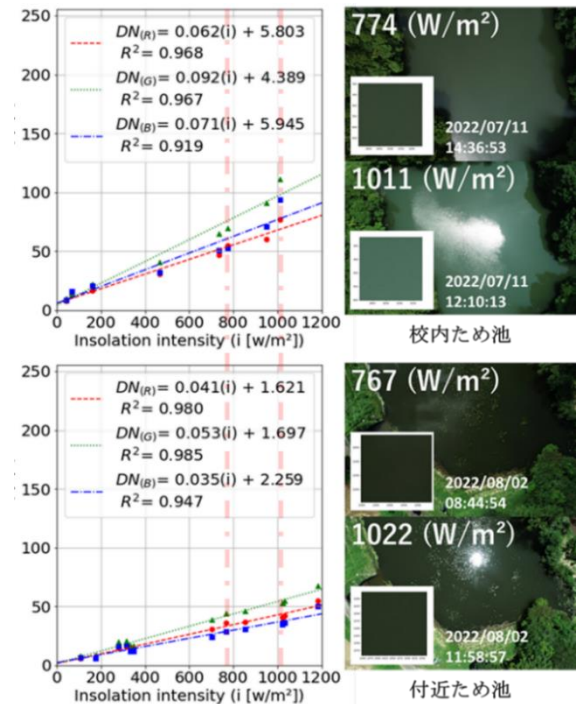 250
200
150
100
50
0
DN(R)= 0.062(i) + 5.803
R²= 0.968
DN(G)= 0.092(i) + 4.389
R²= 0.967
DN(B)= 0.071(i) + 5.945
R²= 0.919
0 200 400 600 800 1000 1200
Insolation intensity (i [w/m²])
774 (W/m²)
2022/07/11
14:36:53
1011 (W/m²)
2022/07/11
12:10:13
校内ため池
250
200
150
100
50
0
DN(R)= 0.041(i) + 1.621
R²= 0.980
DN(G)= 0.053(i) + 1.697
R²= 0.985
DN(B)= 0.035(i) + 2.259
R²= 0.947
0 200 400 600 800 1000 1200
Insolation intensity (i [w/m²])
767 (W/m²)
2022/08/02
08:44:54
1022 (W/m²)
2022/08/02
11:58:57
付近ため池